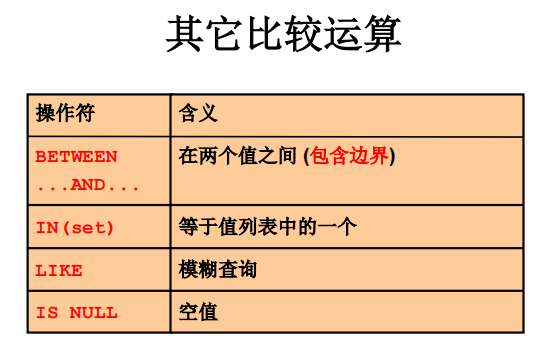 其它比较运算
操作符 含义
BETWEEN 在两个值之间 (包含边界)
...AND...
IN(set) 等于值列表中的一个
LIKE 模糊查询
IS NULL 空值